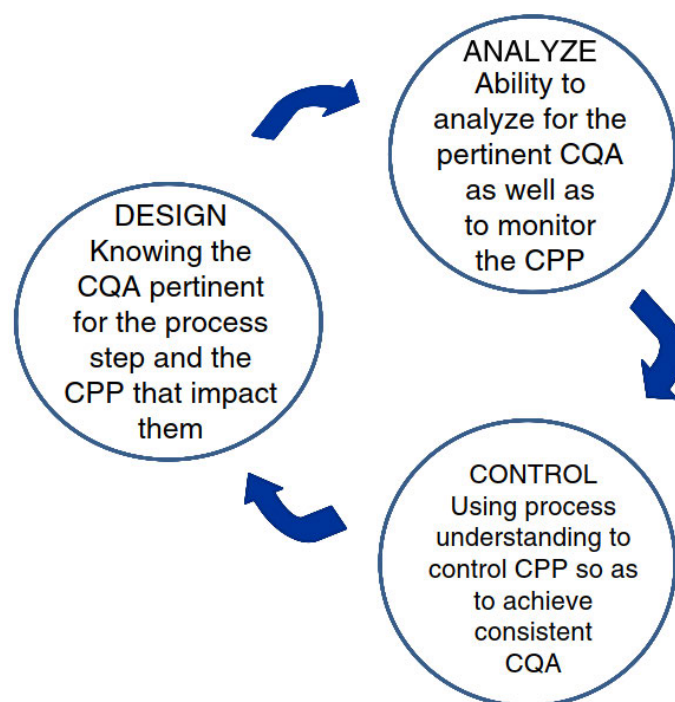 DESIGN
Knowing the
CQA pertinent
for the process
step and the
CPP that impact
them
ANALYZE
Ability to
analyze for the
pertinent CQA
as well as
to monitor
the CPP
CONTROL
Using process
understanding to
control CPP so as
to achieve
consistent
CQA